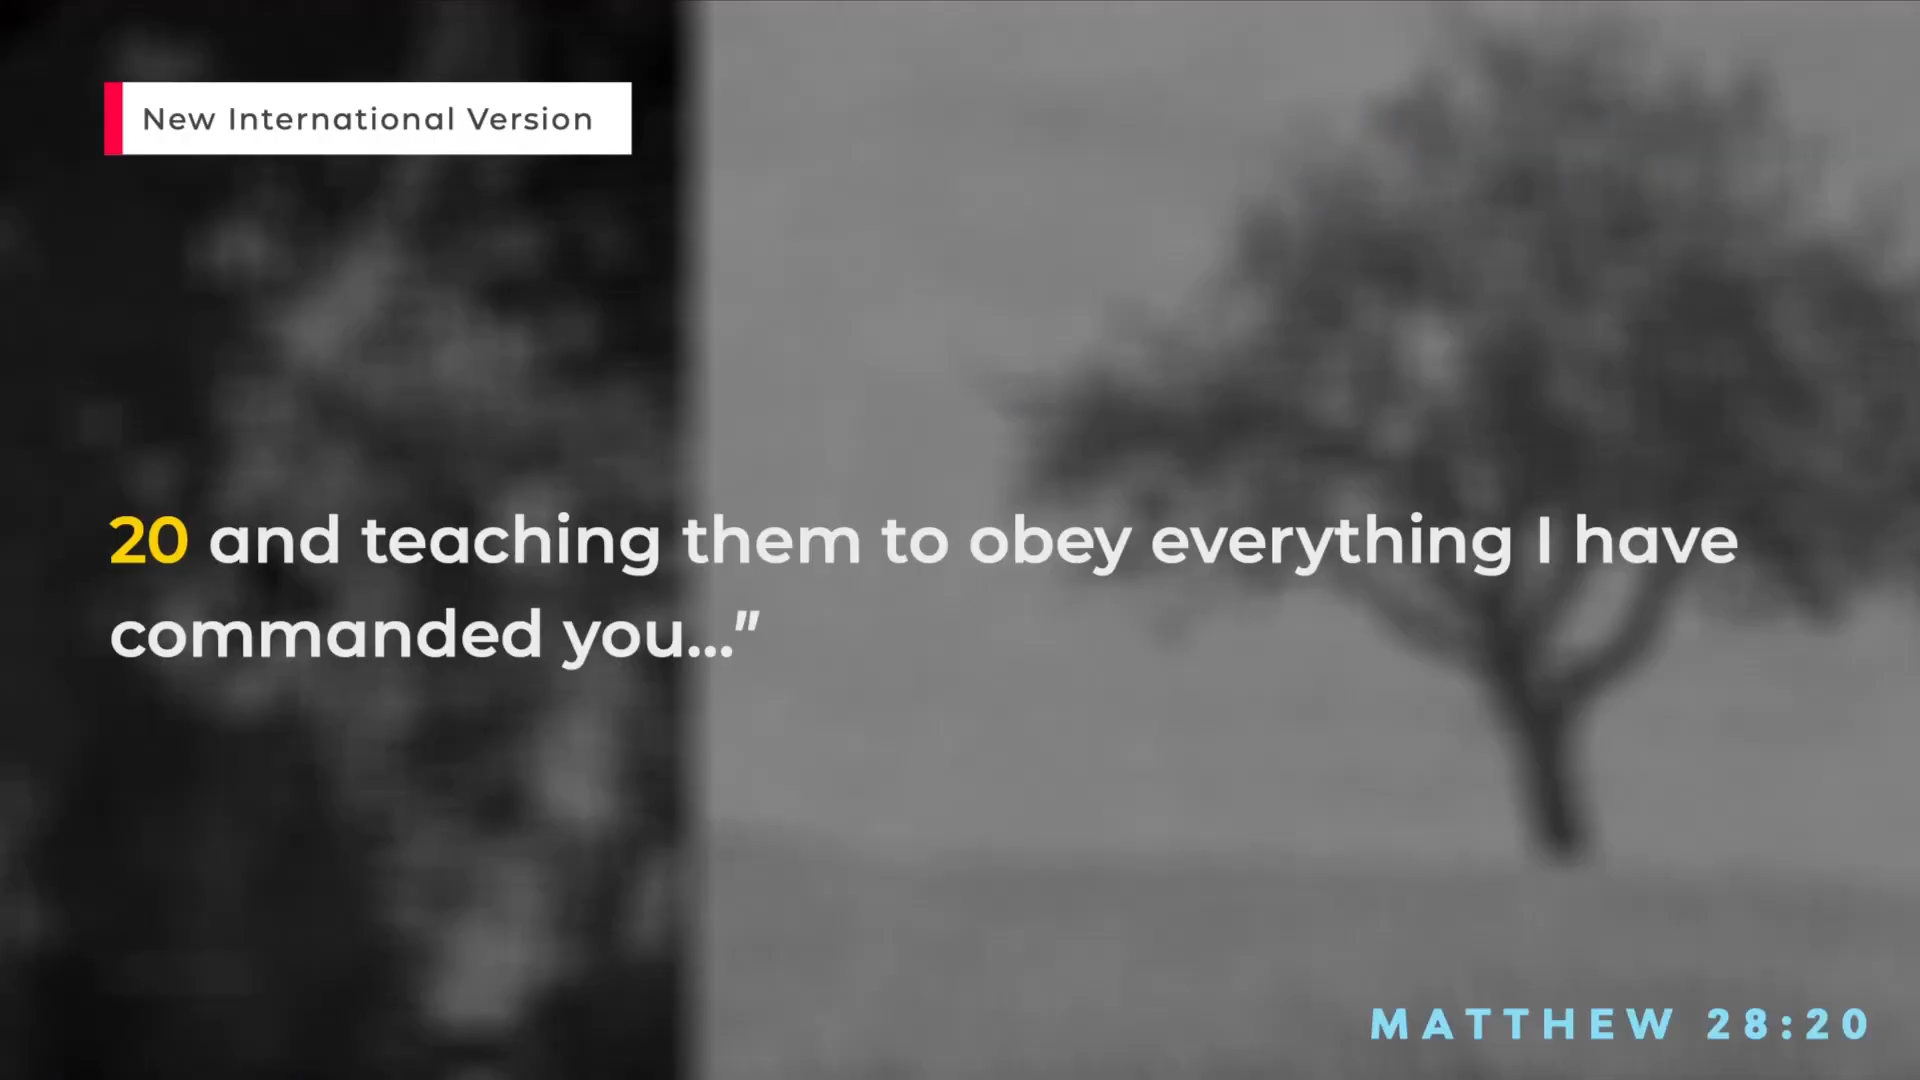 New International Version
20 and teaching them to obey everything I have
commanded you..."
MATTHEW 28:20